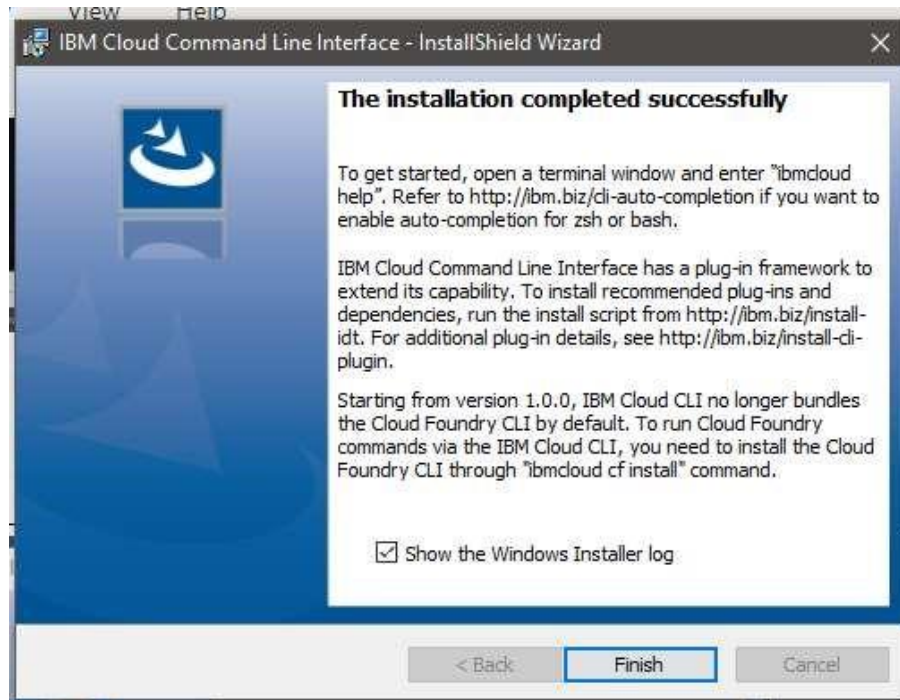 View Help
IBM Cloud Command Line Interface - InstallShield Wizard
The installation completed successfully
To get started, open a terminal window and enter "ibmcloud
help". Refer to http://ibm.biz/cli-auto-completion if you want to
enable auto-completion for zsh or bash.
IBM Cloud Command Line Interface has a plug-in framework to
extend its capability. To install recommended plug-ins and
dependencies, run the install script from http://ibm.biz/install-
idt. For additional plug-in details, see http://ibm.biz/install-cli-
plugin.
Starting from version 1.0.0, IBM Cloud CLI no longer bundles
the Cloud Foundry CLI by default. To run Cloud Foundry
commands via the IBM Cloud CLI, you need to install the Cloud
Foundry CLI through "ibmcloud cf install" command.
Show the Windows Installer log
< Back Finish Cancel